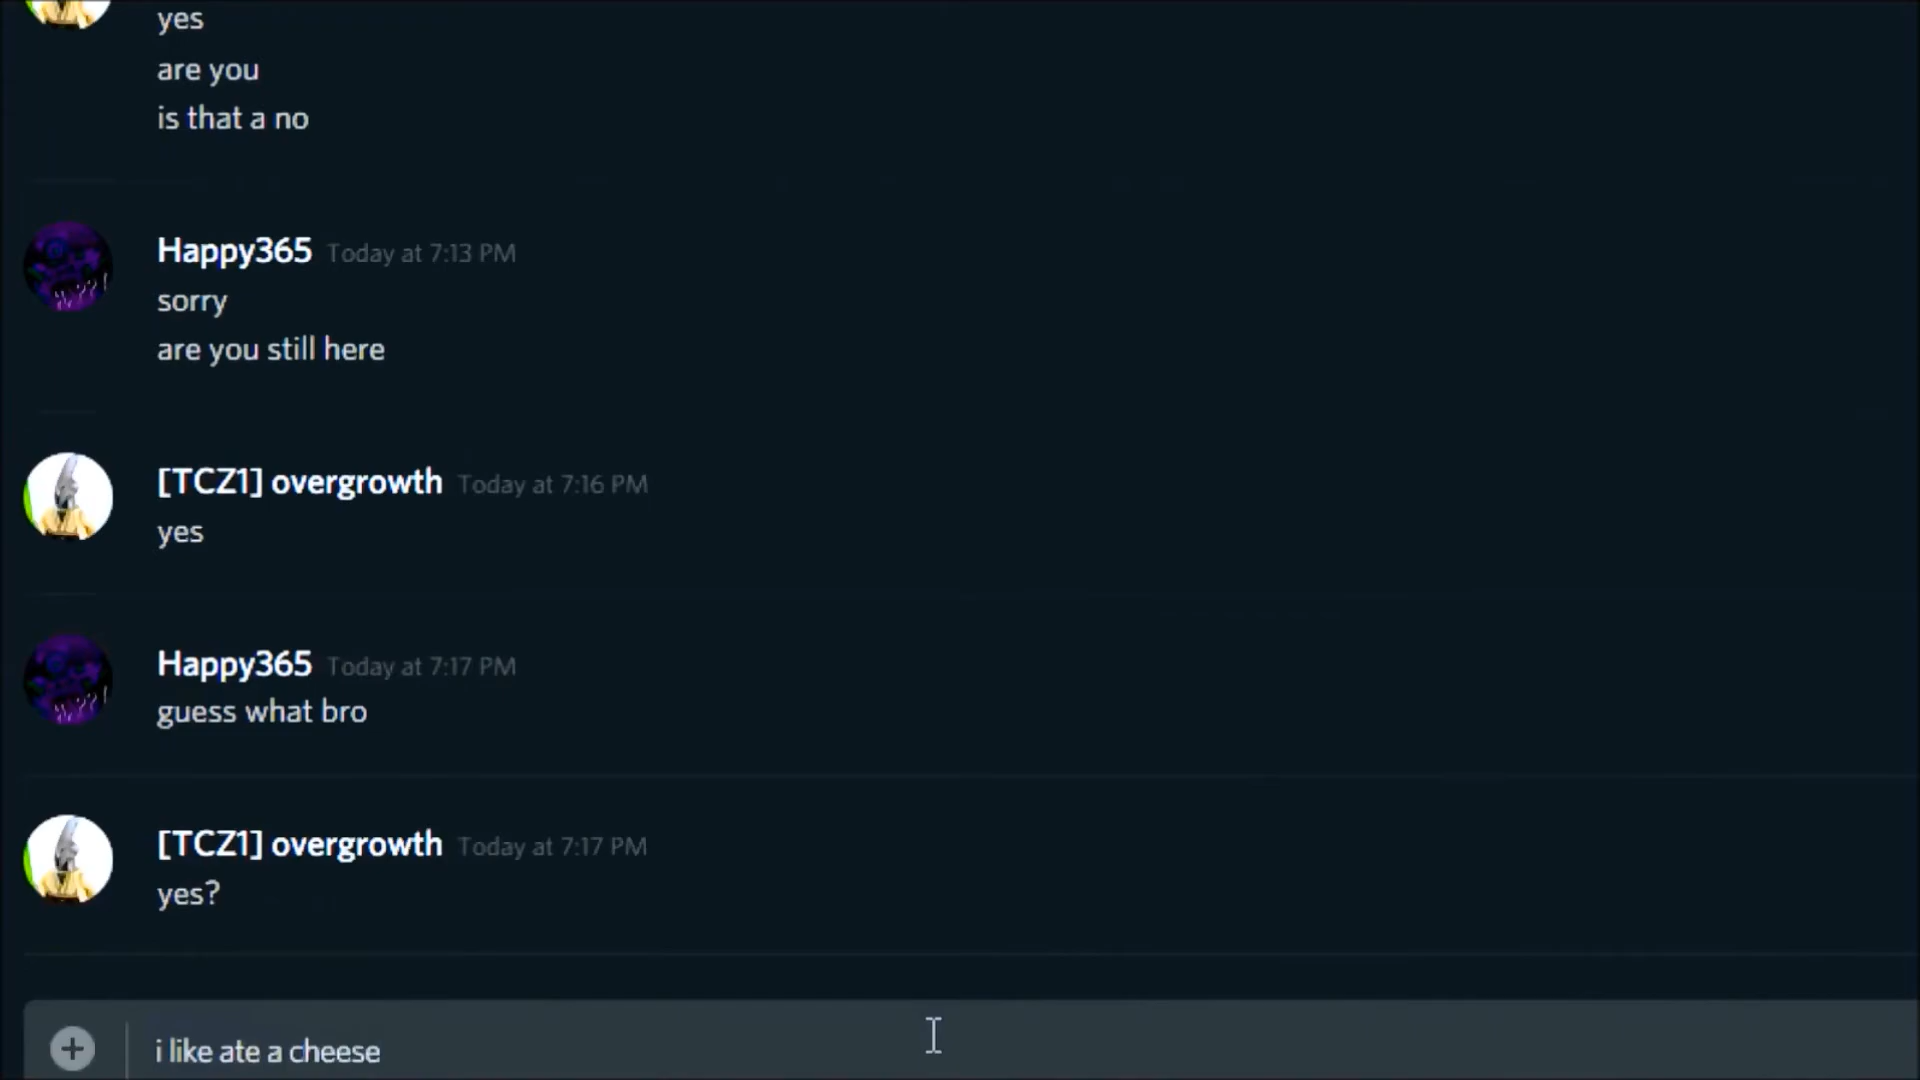 yes
are you
is that a no
Happy365 Today at 7:13 PM
sorry
are you still here
[TCZ1] overgrowth Today at 7:16 PM
yes
Happy365 Today at 7:17 PM
guess what bro
[TCZ1] overgrowth Today at 7:17 PM
yes?
i like ate a cheese